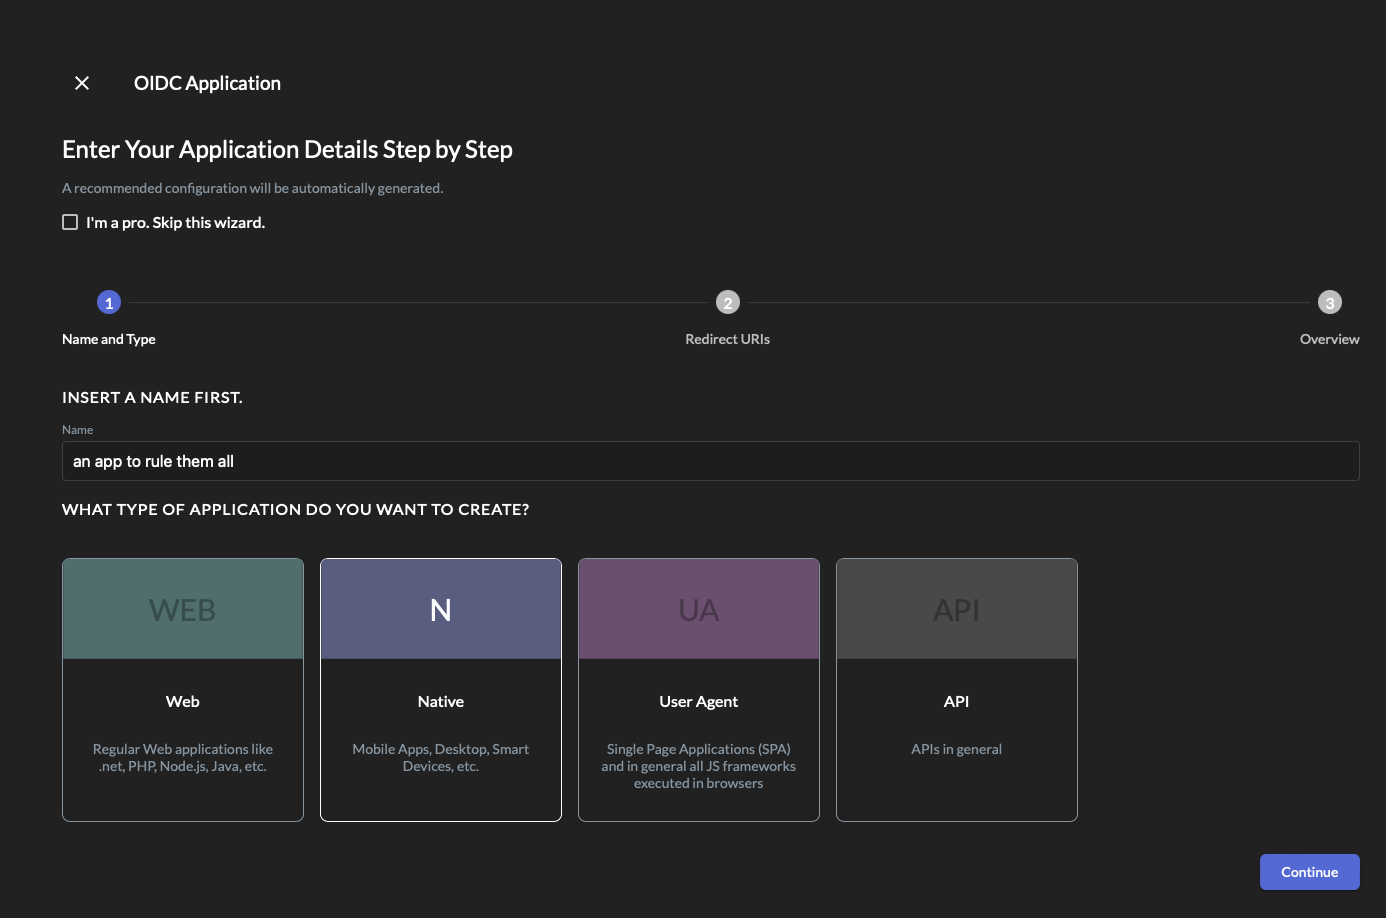 OIDC Application
Enter Your Application Details Step by Step
A recommended configuration will be automatically generated.
I'm a pro. Skip this wizard.
1
2
3
Name and Type
Redirect URIs
Overview
INSERT A NAME FIRST.
Name
an app to rule them all
WHAT TYPE OF APPLICATION DO YOU WANT TO CREATE?
WEB
Web
Regular Web applications like
.net, PHP, Node.js, Java, etc.
N
Native
Mobile Apps, Desktop, Smart
Devices, etc.
UA
User Agent
Single Page Applications (SPA)
and in general all JS frameworks
executed in browsers
API
API
APIs in general
Continue